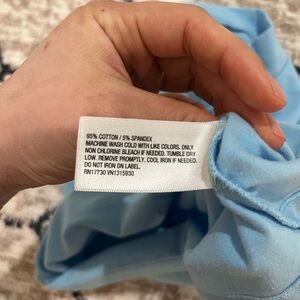 95% COTTON / 5% SPANDEX
MACHINE WASH COLD WITH LIKE COLORS. ONLY
NON CHLORINE BLEACH IF NEEDED. TUMBLE DRY
LOW. REMOVE PROMPTLY. COOL IRON IF NEEDED.
DO NOT IRON ON LABEL.
RN17730 VN1315930